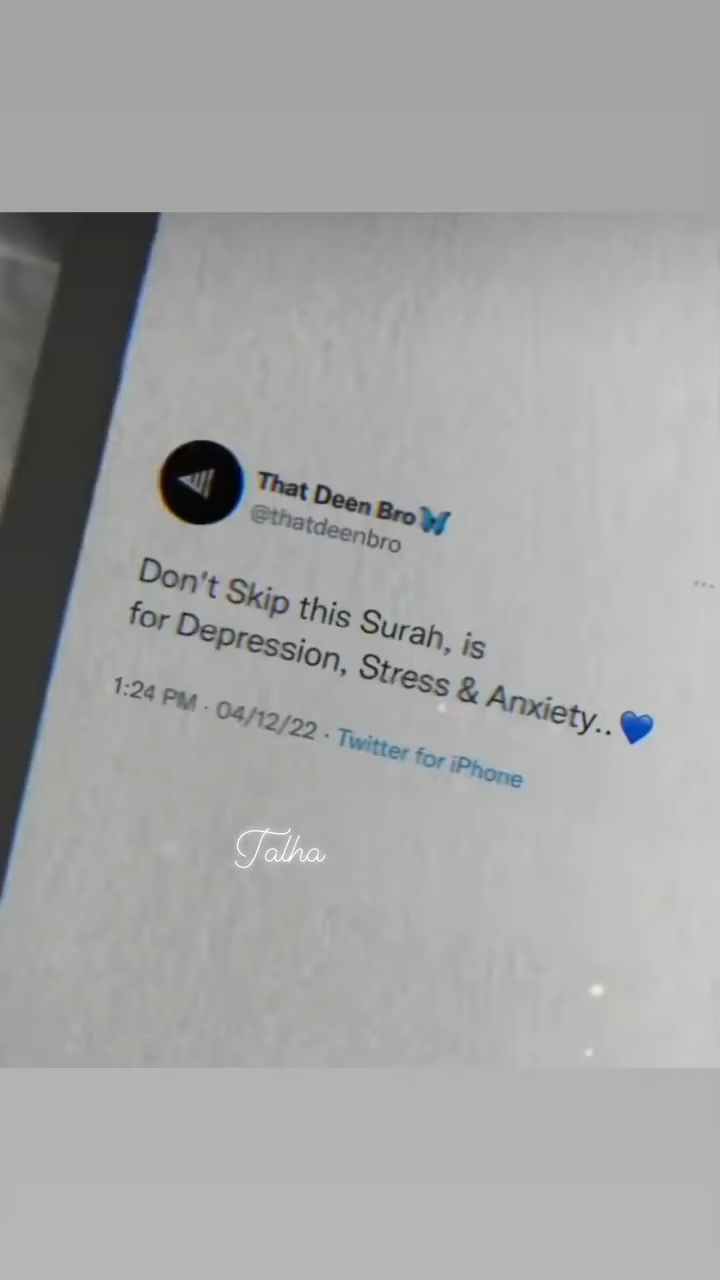 That Deen Bro🦋
@thatdeenbro
Don't Skip this Surah, is
for Depression, Stress & Anxiety..💙
1:24 PM · 04/12/22 · Twitter for iPhone
Talha